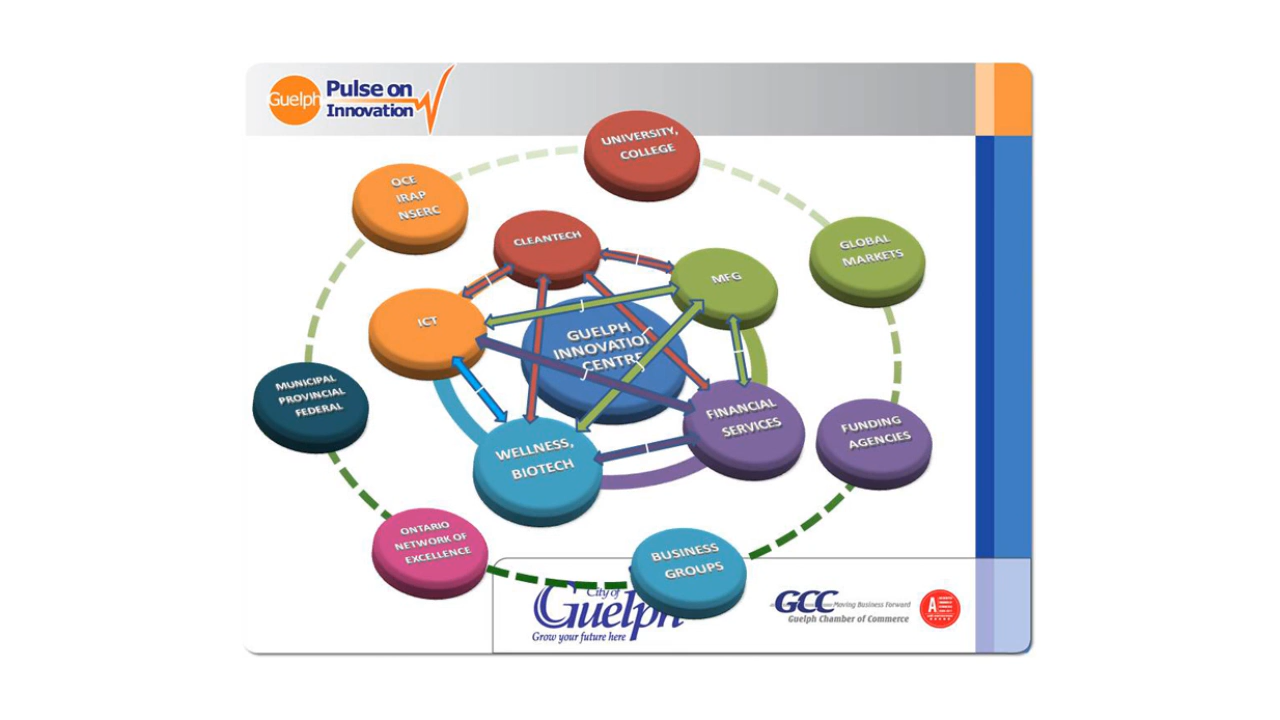 Guelph
Pulse on
Innovation
UNIVERSITY,
COLLEGE
OCE
IRAP
NSERC
GLOBAL
MARKETS
CLEANTECH
MFG
ICT
GUELPH
INNOVATION
CENTRE
MUNICIPAL
PROVINCIAL
FEDERAL
FINANCIAL
SERVICES
FUNDING
AGENCIES
WELLNESS,
BIOTECH
ONTARIO
NETWORK OF
EXCELLENCE
BUSINESS
GROUPS
City of
Guelph
Grow your future here
GCC Moving Business Forward
Guelph Chamber of Commerce
A